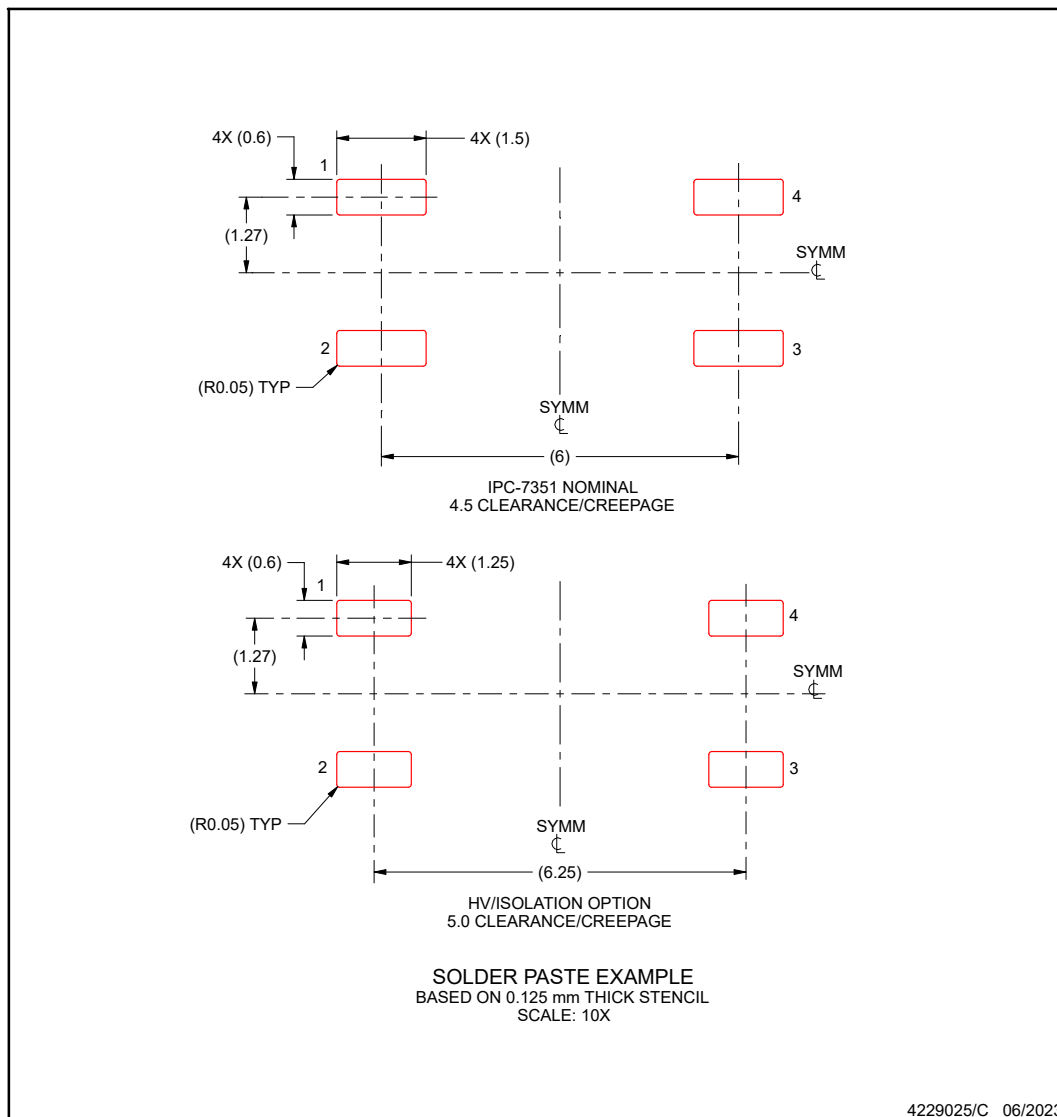 4X (0.6)
4X (1.5)
1
4
(1.27)
SYMM
℄
2
3
(R0.05) TYP
SYMM
℄
(6)
IPC-7351 NOMINAL
4.5 CLEARANCE/CREEPAGE
4X (0.6)
4X (1.25)
1
4
(1.27)
SYMM
℄
2
3
(R0.05) TYP
SYMM
℄
(6.25)
HV/ISOLATION OPTION
5.0 CLEARANCE/CREEPAGE
SOLDER PASTE EXAMPLE
BASED ON 0.125 mm THICK STENCIL
SCALE: 10X
4229025/C 06/2023